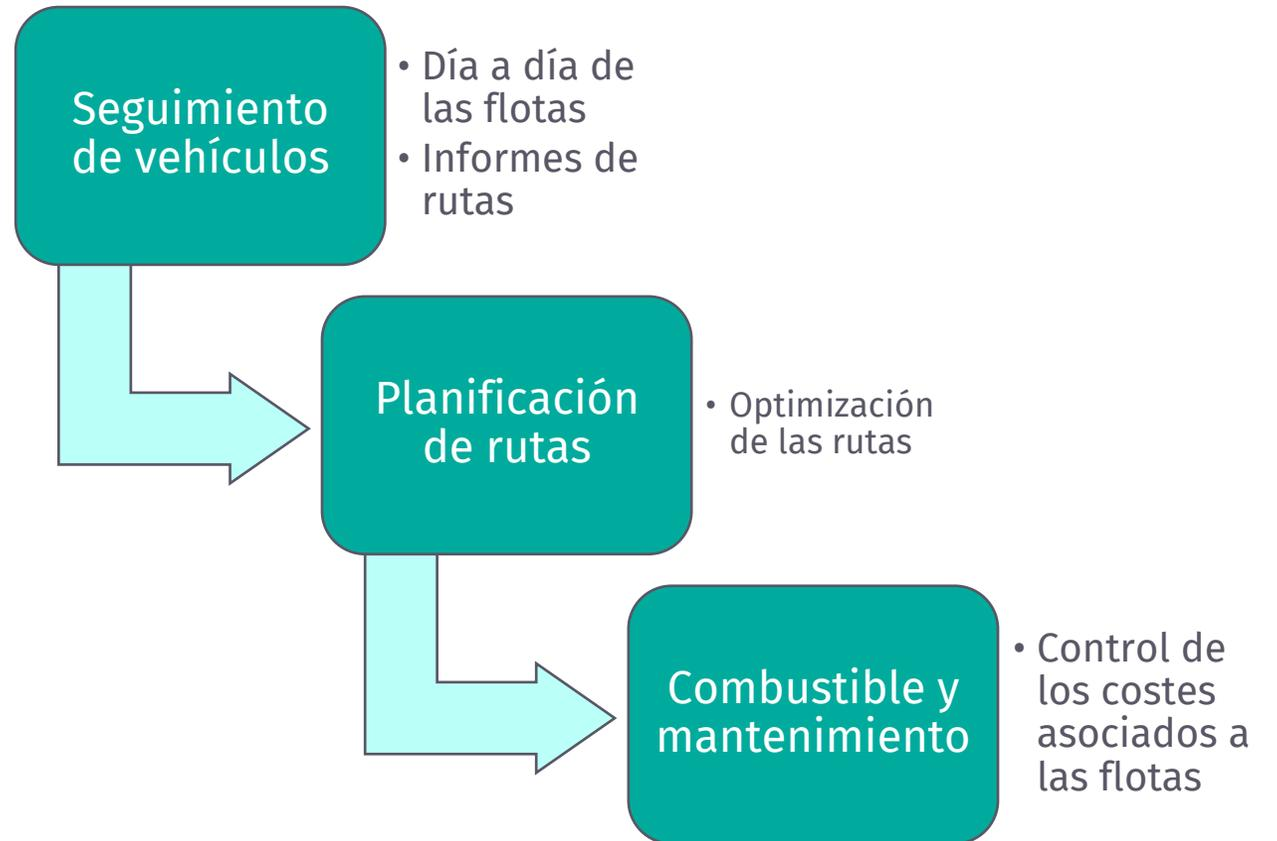 Seguimiento
de vehículos
• Día a día de
las flotas
• Informes de
rutas
Planificación
de rutas
• Optimización
de las rutas
Combustible y
mantenimiento
• Control de
los costes
asociados a
las flotas